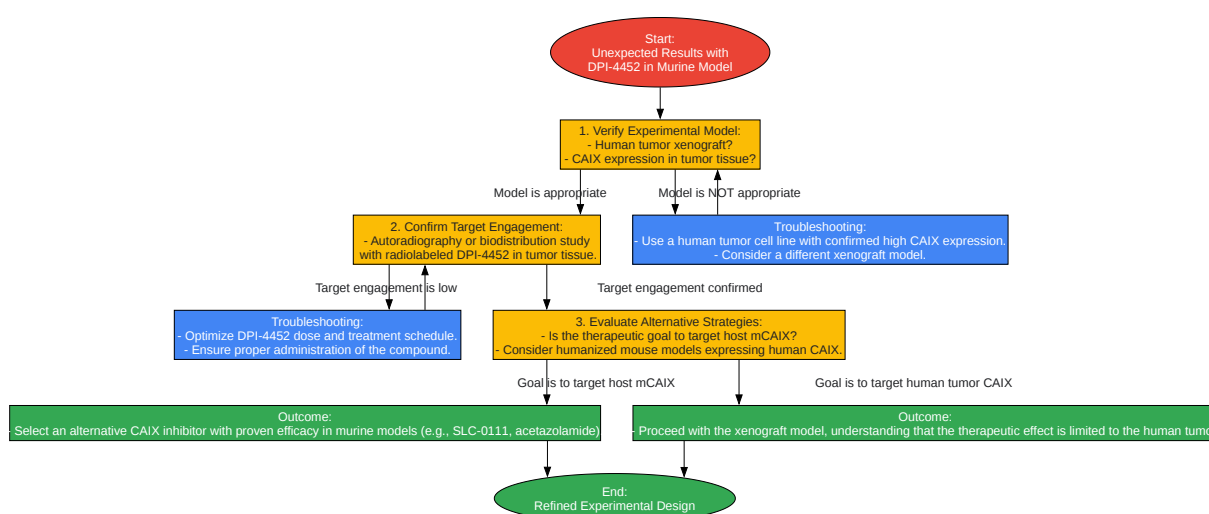 Start:
Unexpected Results with
DPI-4452 in Murine Model
1. Verify Experimental Model:
- Human tumor xenograft?
- CAIX expression in tumor tissue?
Model is appropriate
Model is NOT appropriate
2. Confirm Target Engagement:
- Autoradiography or biodistribution study
with radiolabeled DPI-4452 in tumor tissue.
Troubleshooting:
- Use a human tumor cell line with confirmed high CAIX expression.
- Consider a different xenograft model.
Target engagement is low
Target engagement confirmed
Troubleshooting:
- Optimize DPI-4452 dose and treatment schedule.
- Ensure proper administration of the compound.
3. Evaluate Alternative Strategies:
- Is the therapeutic goal to target host mCAIX?
- Consider humanized mouse models expressing human CAIX.
Goal is to target host mCAIX
Goal is to target human tumor CAIX
Outcome:
- Select an alternative CAIX inhibitor with proven efficacy in murine models (e.g., SLC-0111, acetazolamide)
Outcome:
- Proceed with the xenograft model, understanding that the therapeutic effect is limited to the human
End:
Refined Experimental Design